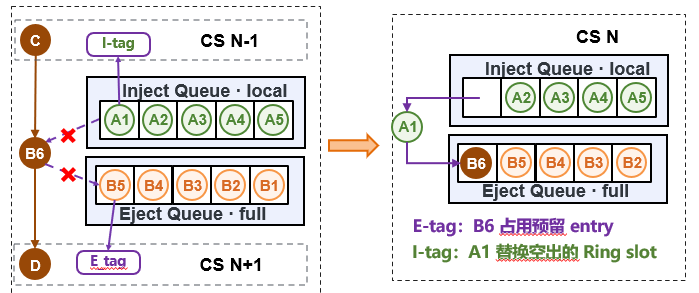 C
I-tag
CS N-1
Inject Queue · local
A1 A2 A3 A4 A5
B6
B5 B4 B3 B2 B1
Eject Queue · full
D
E_tag
CS N+1
CS N
Inject Queue · local
A2 A3 A4 A5
A1
B6 B5 B4 B3 B2
Eject Queue · full
E-tag：B6 占用预留 entry
I-tag：A1 替换空出的 Ring slot